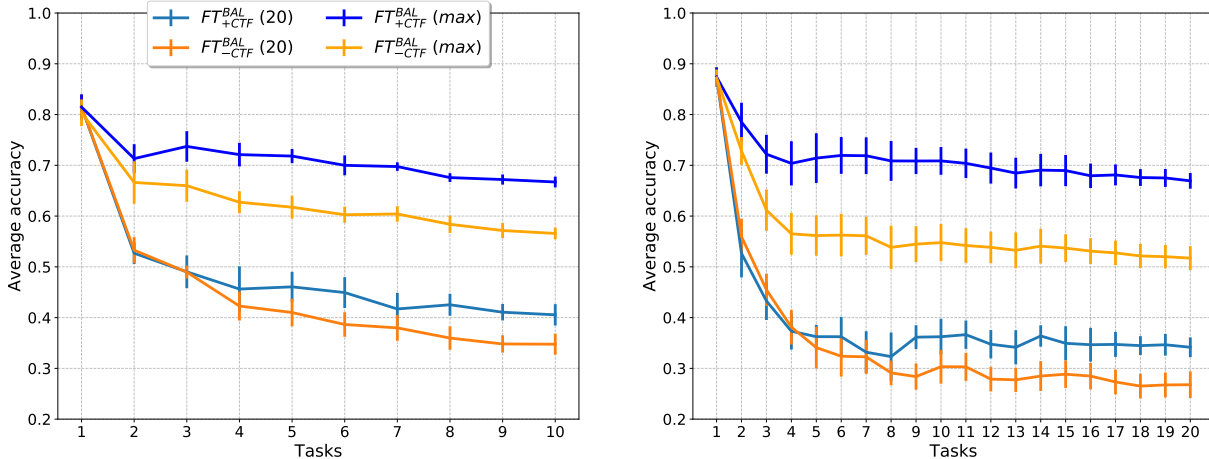 $FT^{BAL}_{+CTF}$ (20) $FT^{BAL}_{+CTF}$ (max)
$FT^{BAL}_{-CTF}$ (20) $FT^{BAL}_{-CTF}$ (max)
1.0
0.9
0.8
0.7
0.6
0.5
0.4
0.3
0.2
Average accuracy
1 2 3 4 5 6 7 8 9 10
Tasks
1.0
0.9
0.8
0.7
0.6
0.5
0.4
0.3
0.2
Average accuracy
1 2 3 4 5 6 7 8 9 10 11 12 13 14 15 16 17 18 19 20
Tasks